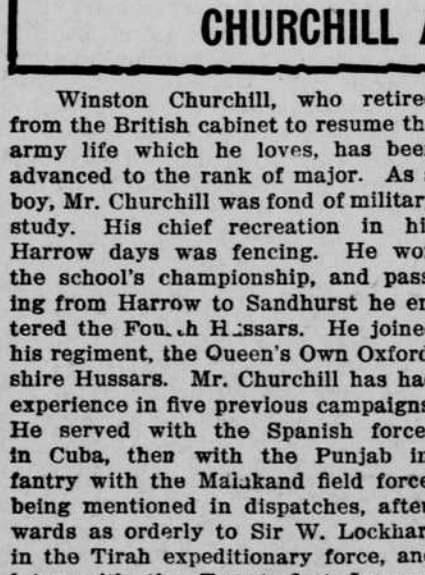 CHURCHILL
Winston Churchill, who retire
from the British cabinet to resume th
army life which he loves, has bee
advanced to the rank of major. As
boy, Mr. Churchill was fond of militar
study. His chief recreation in hi
Harrow days was fencing. He wo
the school's championship, and pass
ing from Harrow to Sandhurst he en
tered the Fourth Hussars. He joine
his regiment, the Queen's Own Oxford
shire Hussars. Mr. Churchill has ha
experience in five previous campaigns
He served with the Spanish force
in Cuba, then with the Punjab in
fantry with the Malakand field force
being mentioned in dispatches, after
wards as orderly to Sir W. Lockhar
in the Tirah expeditionary force, and